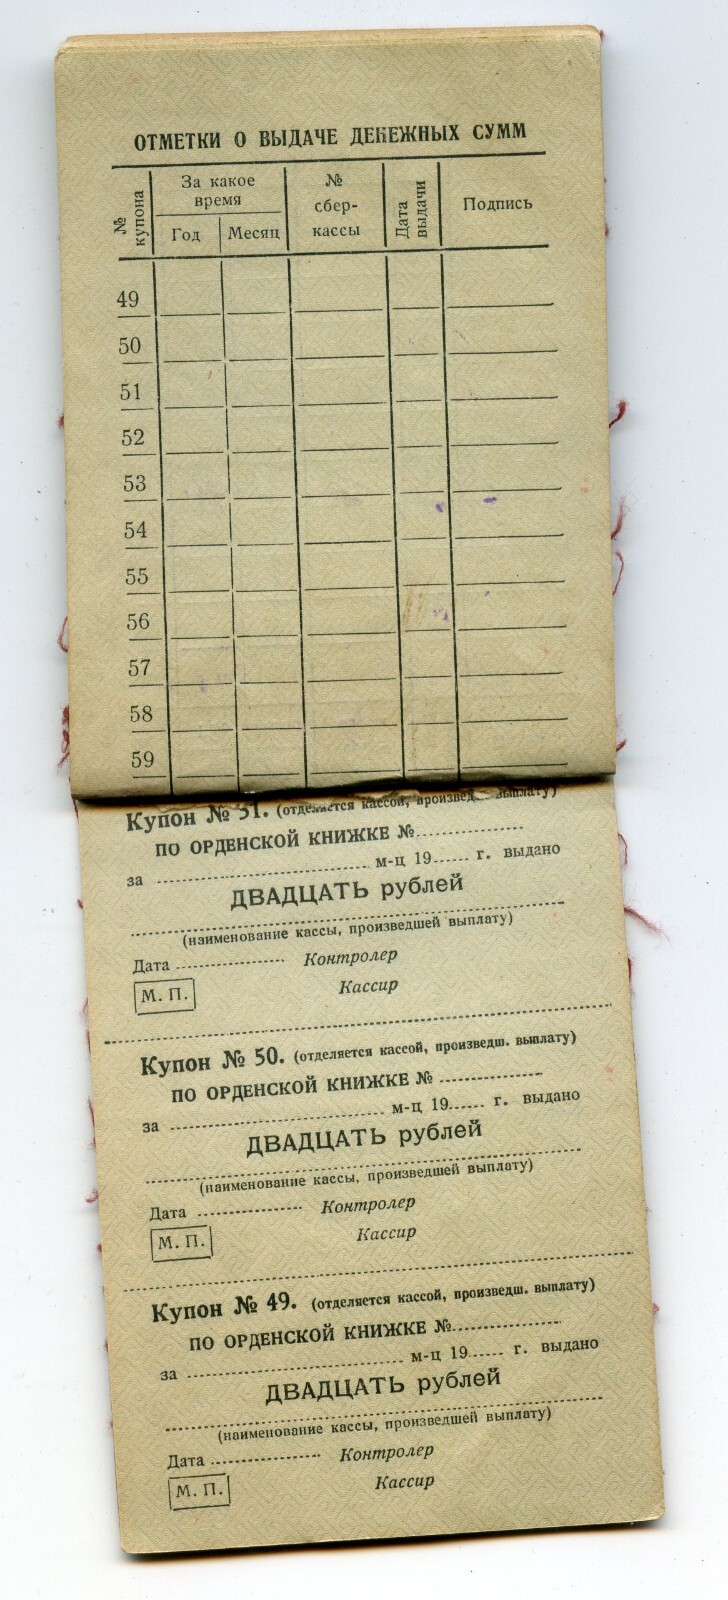 ОТМЕТКИ О ВЫДАЧЕ ДЕНЕЖНЫХ СУММ
№ купона
За какое время
Год
Месяц
№ сбер-кассы
Дата выдачи
Подпись
49
50
51
52
53
54
55
56
57
58
59
Купон № 51. (отделяется кассой, произвед. выплату)
ПО ОРДЕНСКОЙ КНИЖКЕ №
за м-ц 19 г. выдано
ДВАДЦАТЬ рублей
(наименование кассы, произведшей выплату)
Дата Контролер
М. П. Кассир
Купон № 50. (отделяется кассой, произведш. выплату)
ПО ОРДЕНСКОЙ КНИЖКЕ №
за м-ц 19 г. выдано
ДВАДЦАТЬ рублей
(наименование кассы, произведшей выплату)
Дата Контролер
М. П. Кассир
Купон № 49. (отделяется кассой, произведш. выплату)
ПО ОРДЕНСКОЙ КНИЖКЕ №
за м-ц 19 г. выдано
ДВАДЦАТЬ рублей
(наименование кассы, произведшей выплату)
Дата Контролер
М. П. Кассир